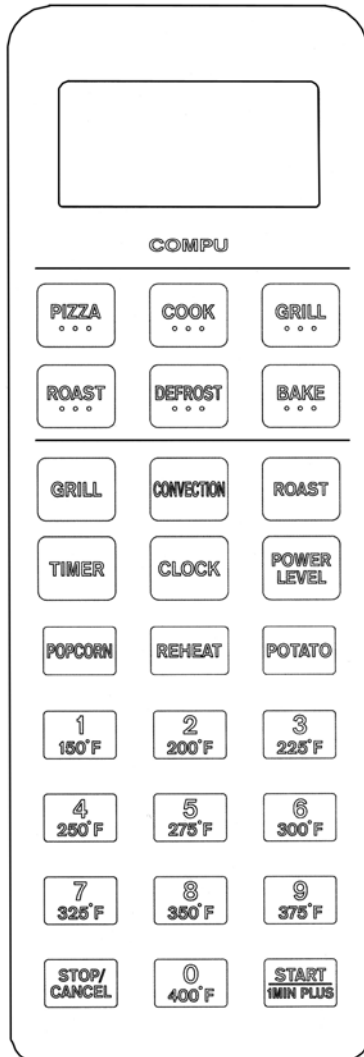 COMPU
PIZZA COOK GRILL
ROAST DEFROST BAKE
GRILL CONVECTION ROAST
TIMER CLOCK POWER
LEVEL
POPCORN REHEAT POTATO
1 2 3
150°F 200°F 225°F
4 5 6
250°F 275°F 300°F
7 8 9
325°F 350°F 375°F
STOP/
CANCEL
0
400°F
START
1MIN PLUS